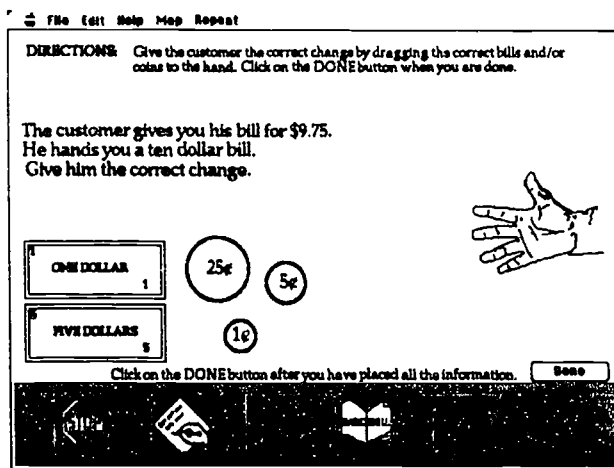 File Edit Help Map Repeat
DIRECTIONS: Give the customer the correct change by dragging the correct bills and/or
coins to the hand. Click on the DONE button when you are done.
The customer gives you his bill for $9.75.
He hands you a ten dollar bill.
Give him the correct change.
1
ONE DOLLAR
1
25¢
5¢
5
FIVE DOLLARS
5
1¢
Click on the DONE button after you have placed all the information.
Done
STOP